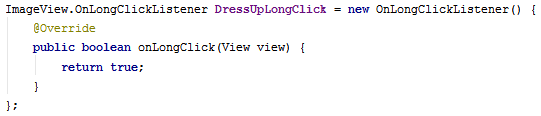 ImageView.OnLongClickListener DressUpLongClick = new OnLongClickListener() {
    @Override
    public boolean onLongClick(View view) {
        return true;
    }
};